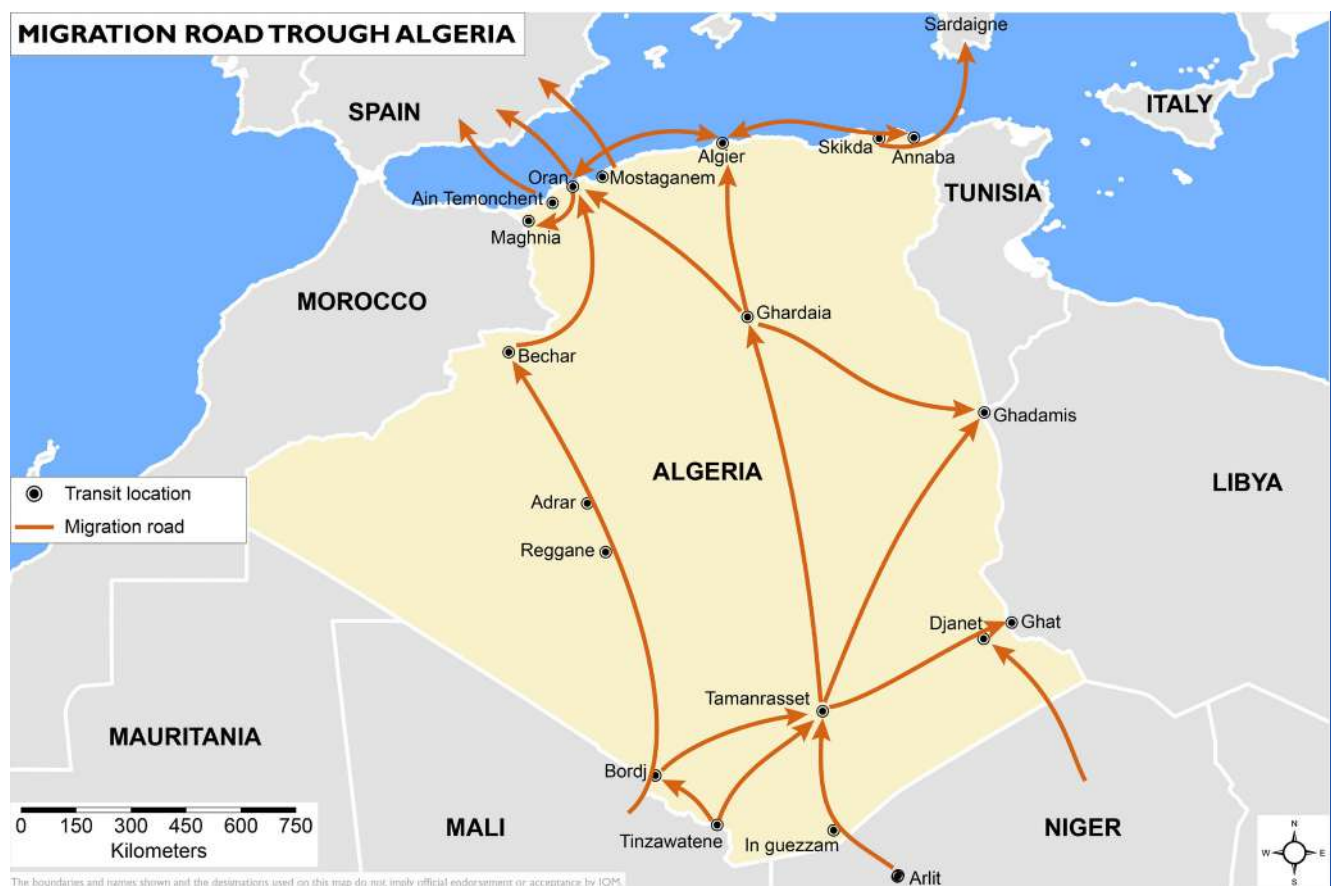 MIGRATION ROAD TROUGH ALGERIA
Sardaigne
SPAIN
ITALY
Algier
Skikda
Annaba
Oran
Mostaganem
TUNISIA
Ain Temonchent
Maghnia
MOROCCO
Ghardaia
Bechar
Ghadamis
ALGERIA
LIBYA
Transit location
Adrar
Migration road
Reggane
Djanet
Ghat
Tamanrasset
MAURITANIA
Bordj
0 150 300 450 600 750
Kilometers
MALI
Tinzawatene
In guezzam
NIGER
N
W E
S
Arlit
The boundaries and names shown and the designations used on this map do not imply official endorsement or acceptance by IOM.